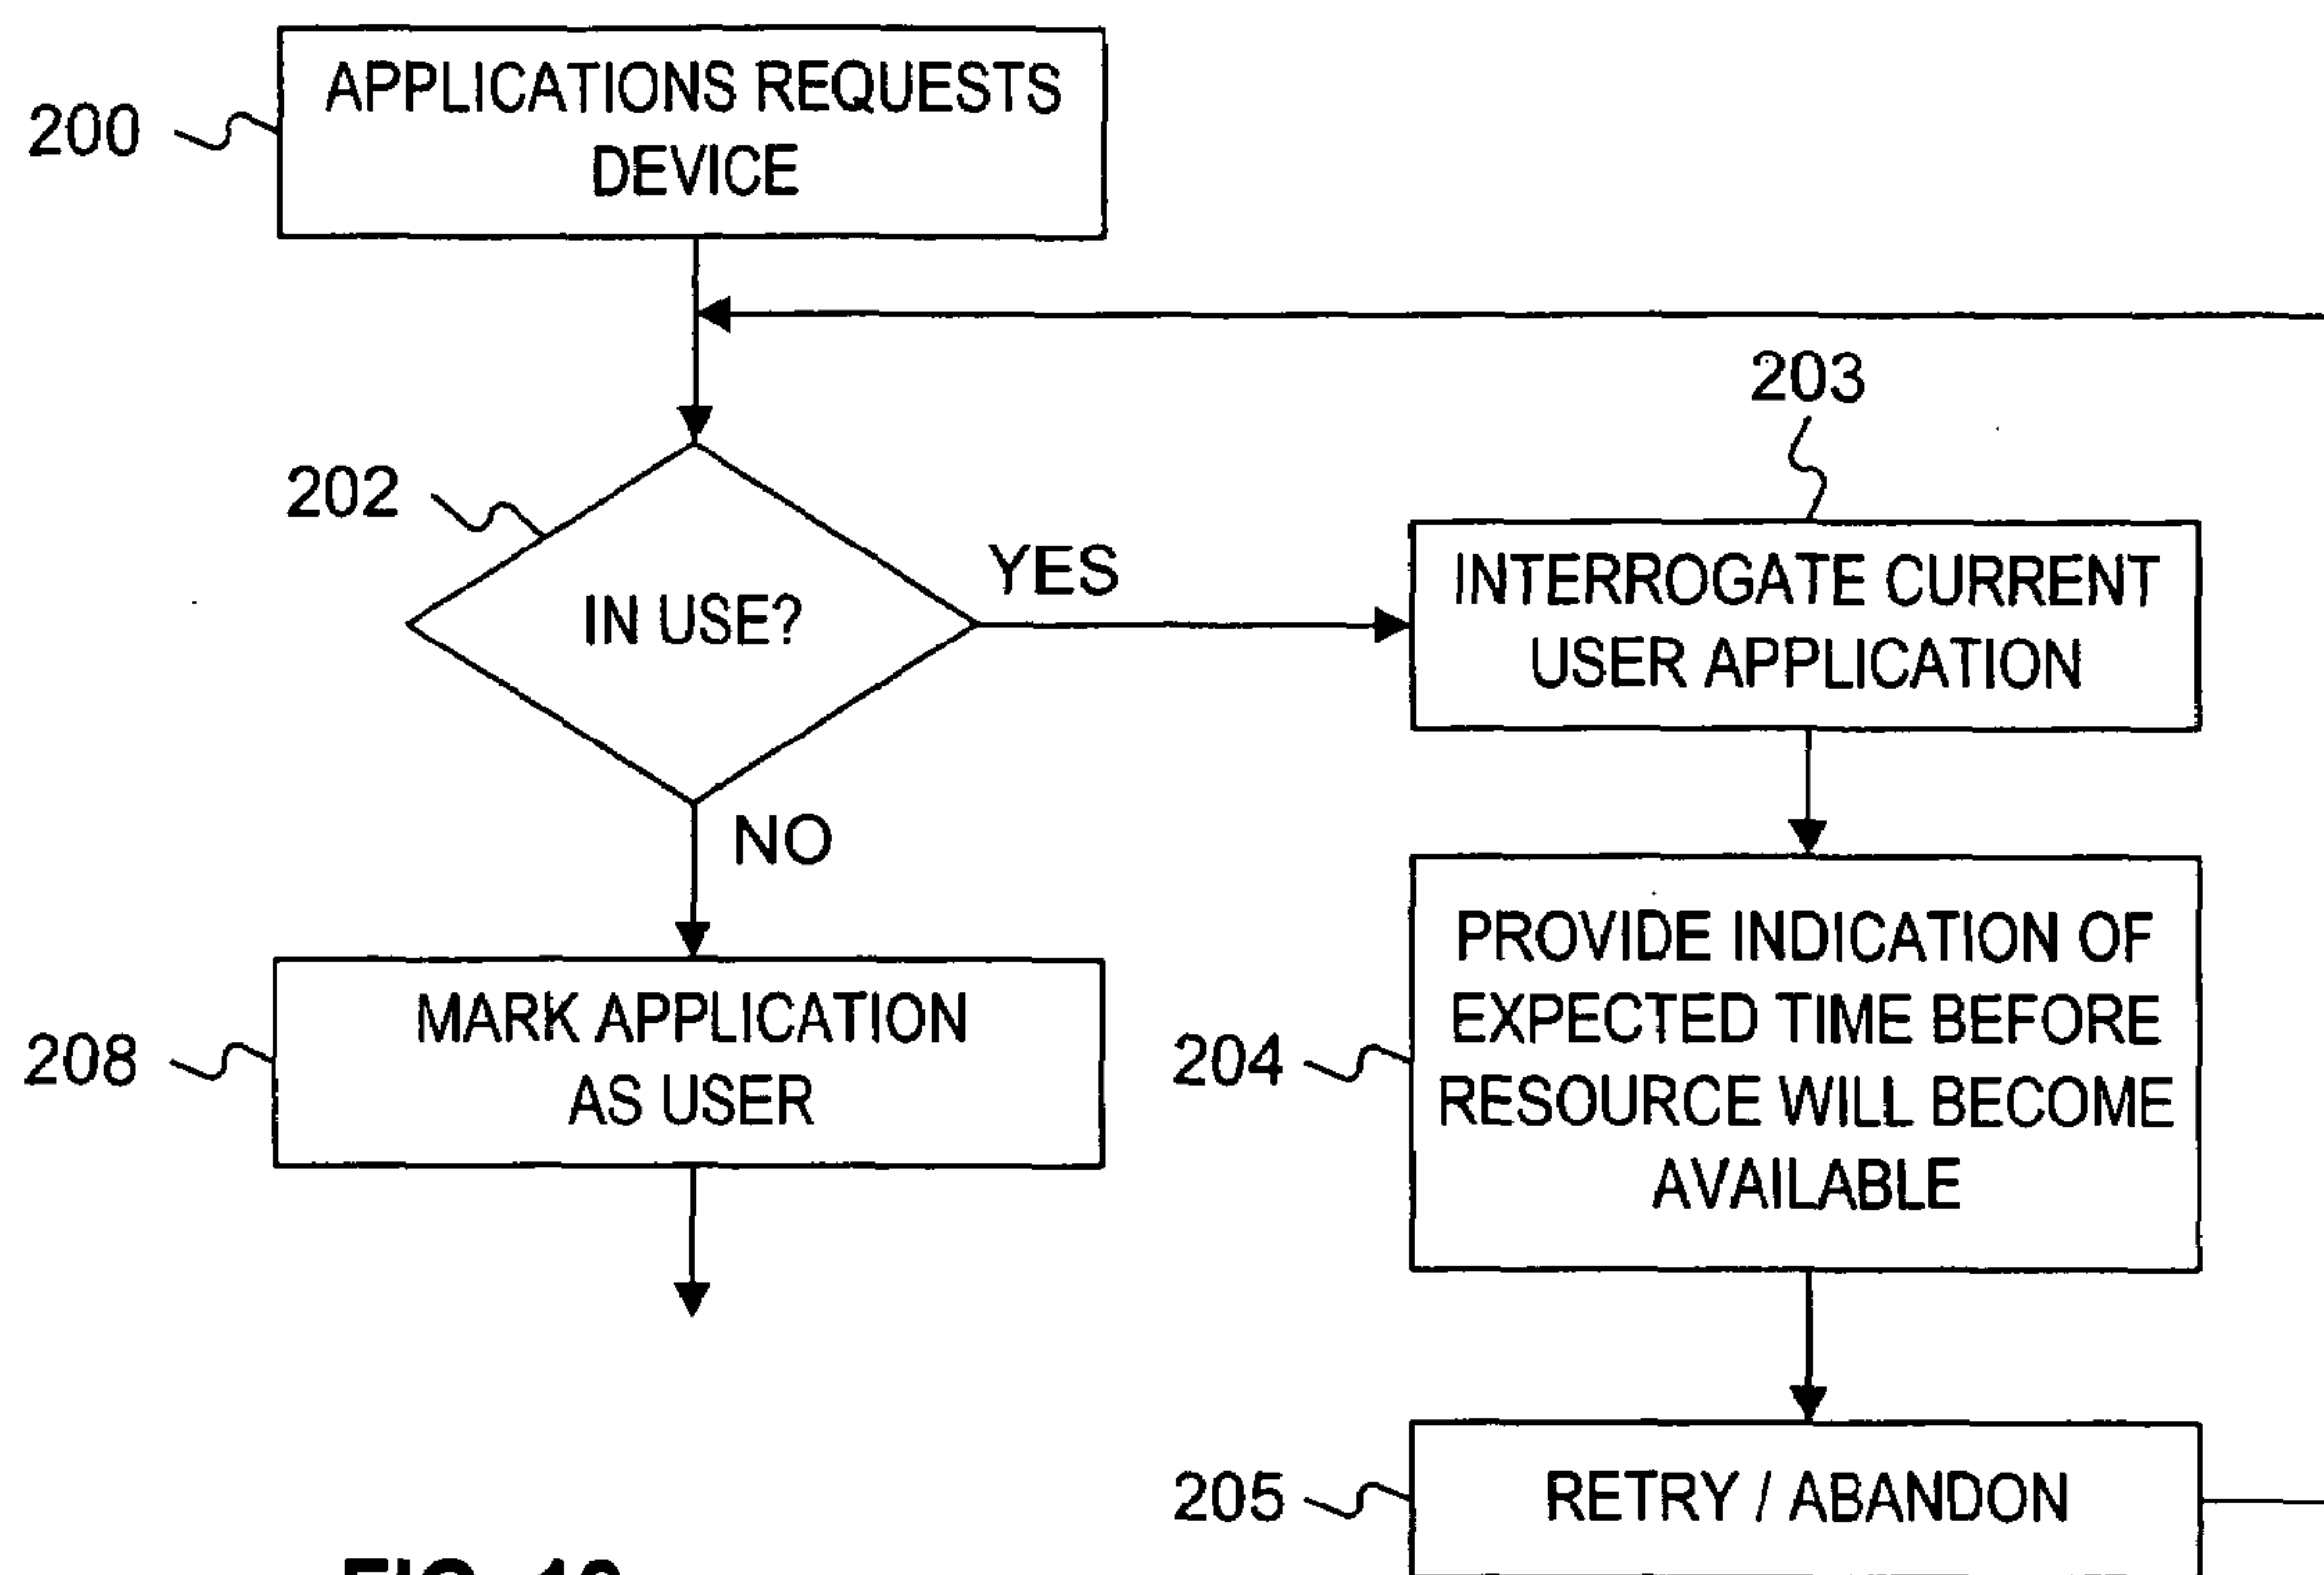 APPLICATIONS REQUESTS
DEVICE
200
203
202
YES
IN USE?
INTERROGATE CURRENT
USER APPLICATION
NO
PROVIDE INDICATION OF
EXPECTED TIME BEFORE
RESOURCE WILL BECOME
AVAILABLE
204
MARK APPLICATION
AS USER
208
205
RETRY / ABANDON